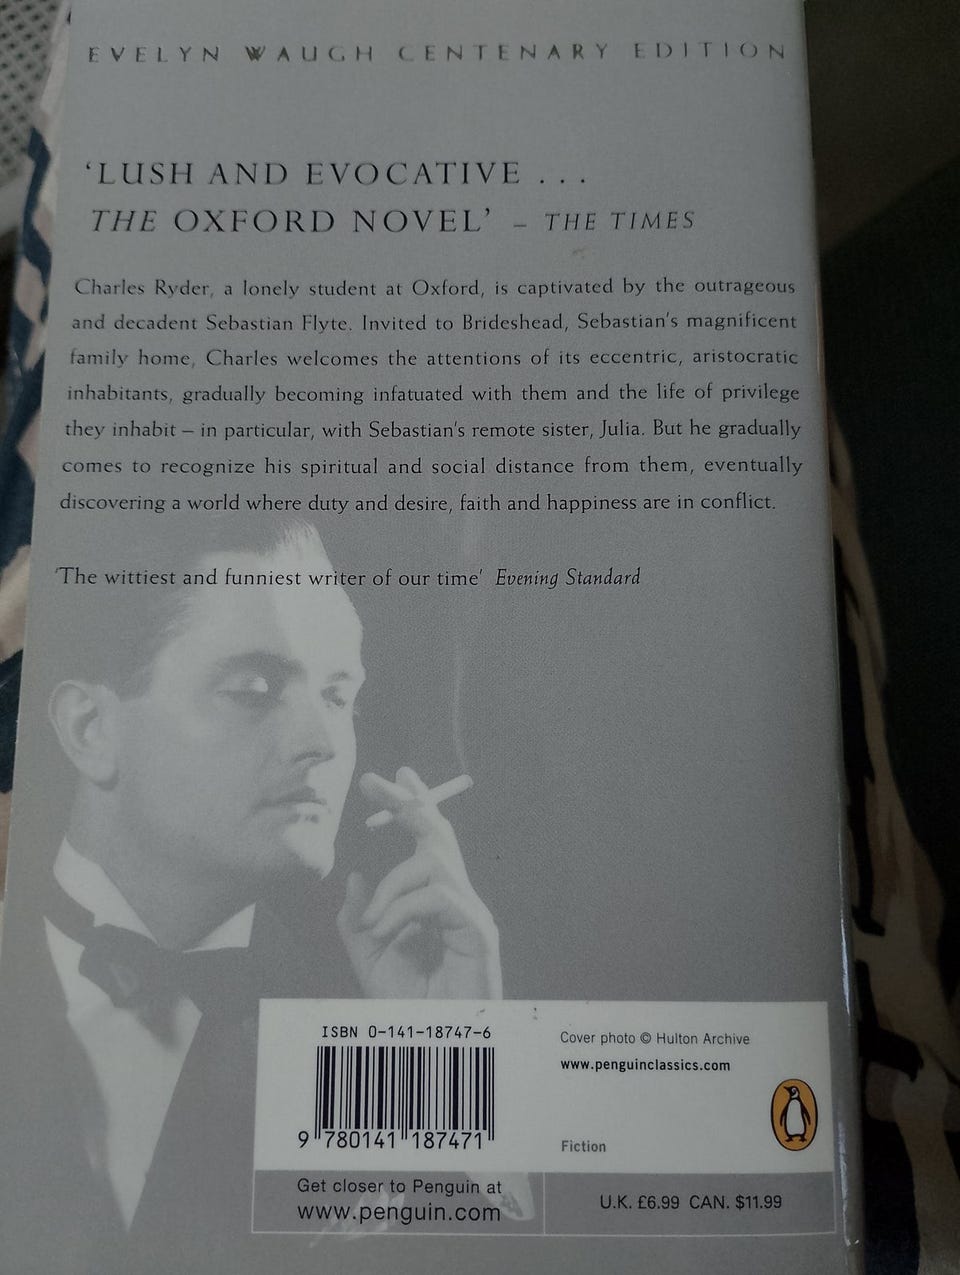 EVELYN WAUGH CENTENARY EDITION
‘LUSH AND EVOCATIVE . . .
THE OXFORD NOVEL’ – THE TIMES
Charles Ryder, a lonely student at Oxford, is captivated by the outrageous
and decadent Sebastian Flyte. Invited to Brideshead, Sebastian's magnificent
family home, Charles welcomes the attentions of its eccentric, aristocratic
inhabitants, gradually becoming infatuated with them and the life of privilege
they inhabit – in particular, with Sebastian's remote sister, Julia. But he gradually
comes to recognize his spiritual and social distance from them, eventually
discovering a world where duty and desire, faith and happiness are in conflict.
'The wittiest and funniest writer of our time' Evening Standard
ISBN 0-141-18747-6
9 780141 187471
Cover photo © Hulton Archive
www.penguinclassics.com
Fiction
Get closer to Penguin at
www.penguin.com
U.K. £6.99 CAN. $11.99